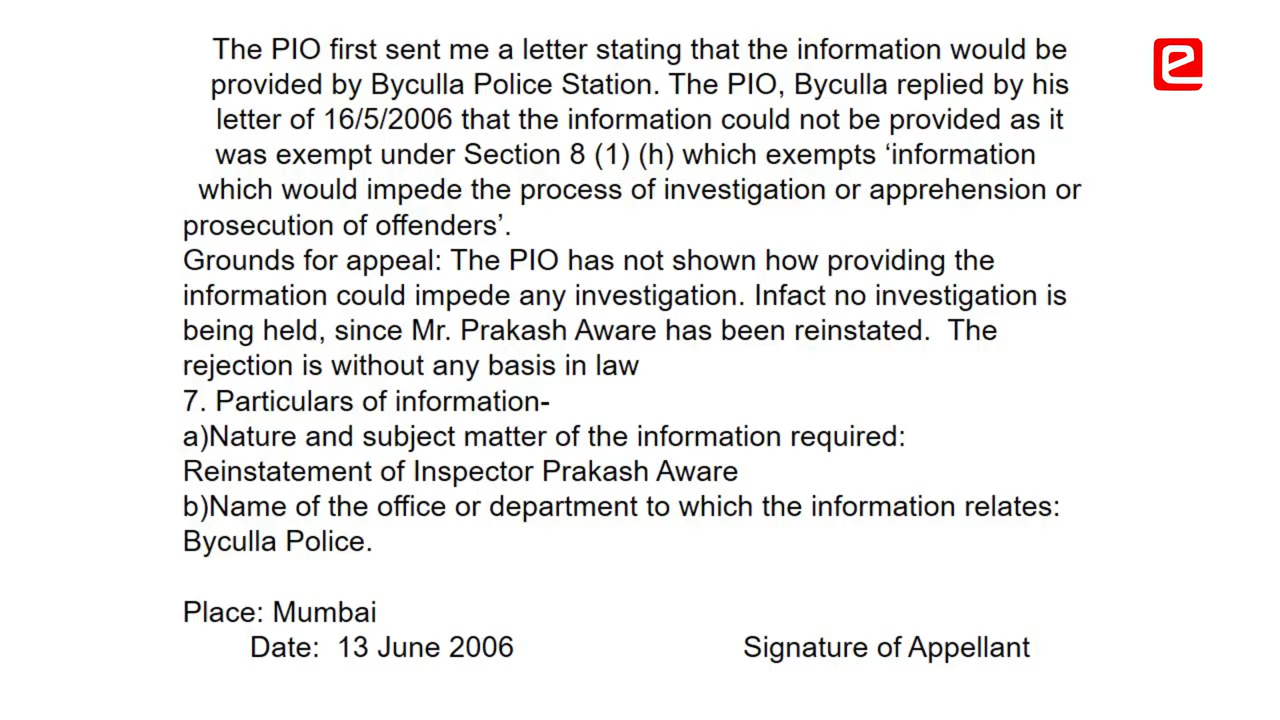 The PIO first sent me a letter stating that the information would be
provided by Byculla Police Station. The PIO, Byculla replied by his
letter of 16/5/2006 that the information could not be provided as it
was exempt under Section 8 (1) (h) which exempts ‘information
which would impede the process of investigation or apprehension or
prosecution of offenders’.
Grounds for appeal: The PIO has not shown how providing the
information could impede any investigation. Infact no investigation is
being held, since Mr. Prakash Aware has been reinstated.  The
rejection is without any basis in law
7. Particulars of information-
a)Nature and subject matter of the information required:
Reinstatement of Inspector Prakash Aware
b)Name of the office or department to which the information relates:
Byculla Police.
Place: Mumbai
Date:  13 June 2006 Signature of Appellant